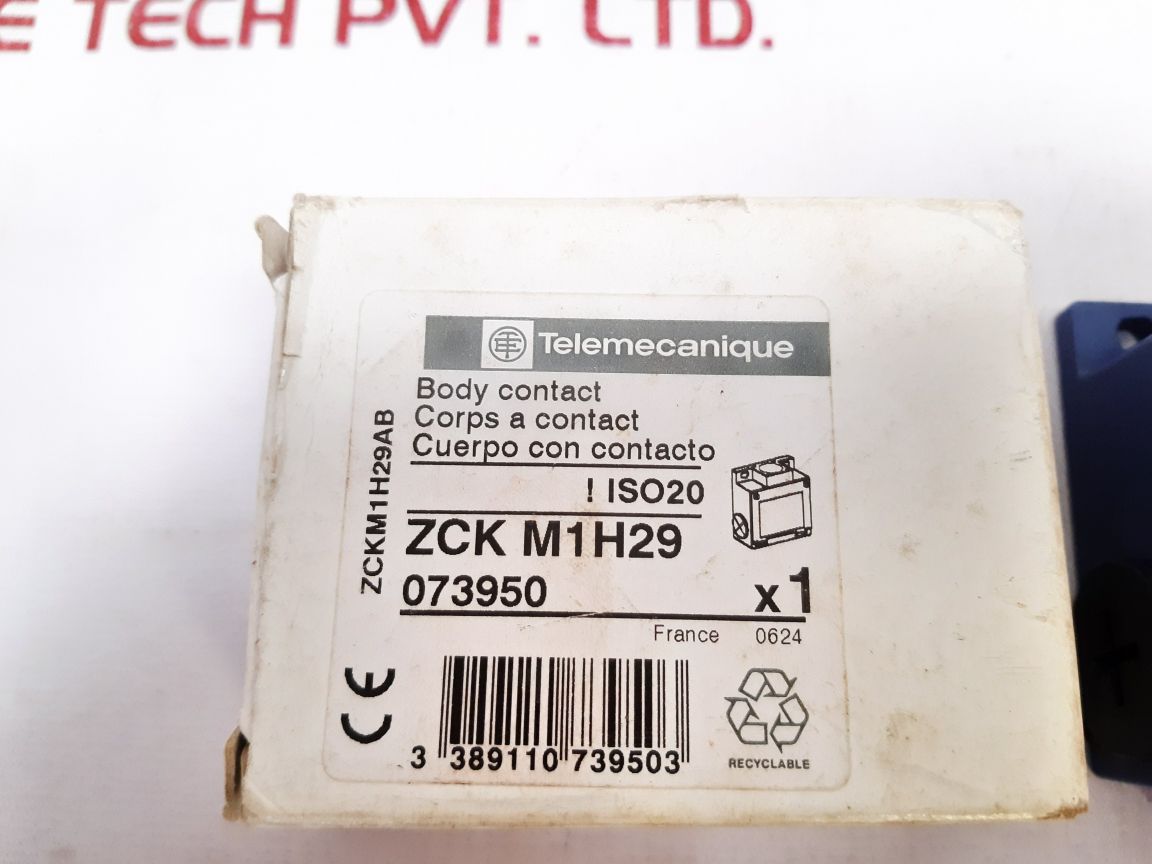 E TECH PVT. LTD.
Telemecanique
Body contact
Corps a contact
Cuerpo con contacto
! ISO20
ZCK M1H29
073950 x1
France 0624
ZCKM1H29AB
CE
3 389110 739503
RECYCLABLE